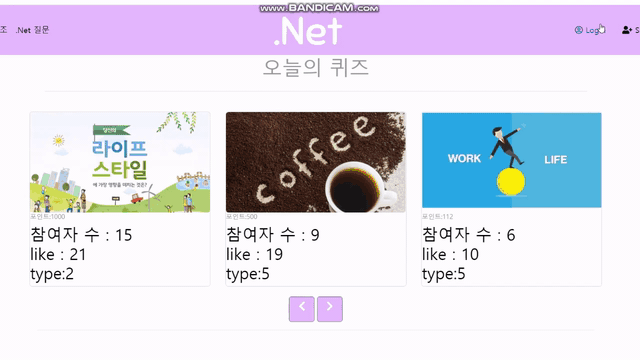 www.BANDICAM.com
조 .Net 질문
.Net
Log
S
오늘의 퀴즈
당신의
라이프
스타일
에 가장 영향을 미치는 것은?
coffee
WORK LIFE
포인트:1000
참여자 수 : 15
like : 21
type:2
포인트:500
참여자 수 : 9
like : 19
type:5
포인트:112
참여자 수 : 6
like : 10
type:5